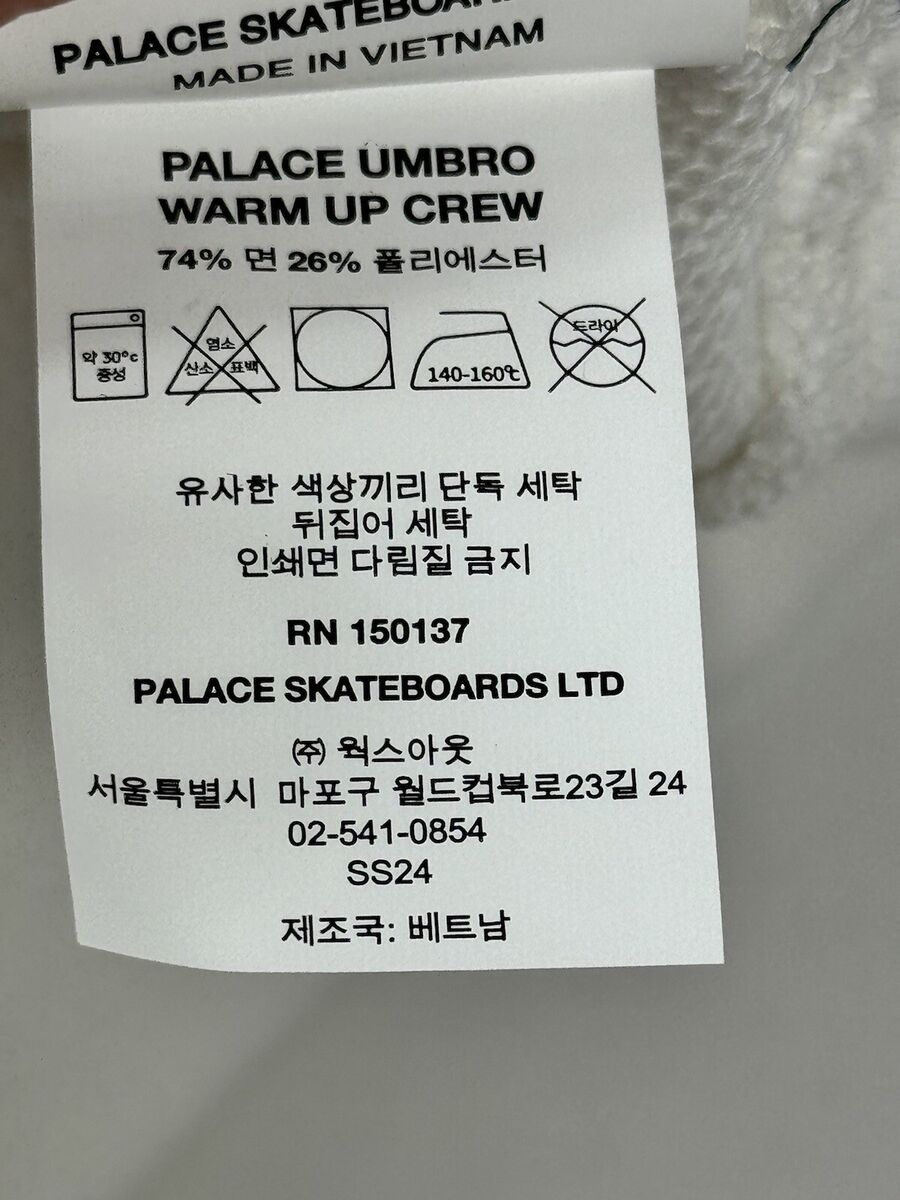 PALACE SKATEBOAR
MADE IN VIETNAM
PALACE UMBRO
WARM UP CREW
74% 면 26% 폴리에스터
약 30°c
중성
염소
산소 표백
140-160℃
드라이
유사한 색상끼리 단독 세탁
뒤집어 세탁
인쇄면 다림질 금지
RN 150137
PALACE SKATEBOARDS LTD
㈜ 웍스아웃
서울특별시 마포구 월드컵북로23길 24
02-541-0854
SS24
제조국: 베트남